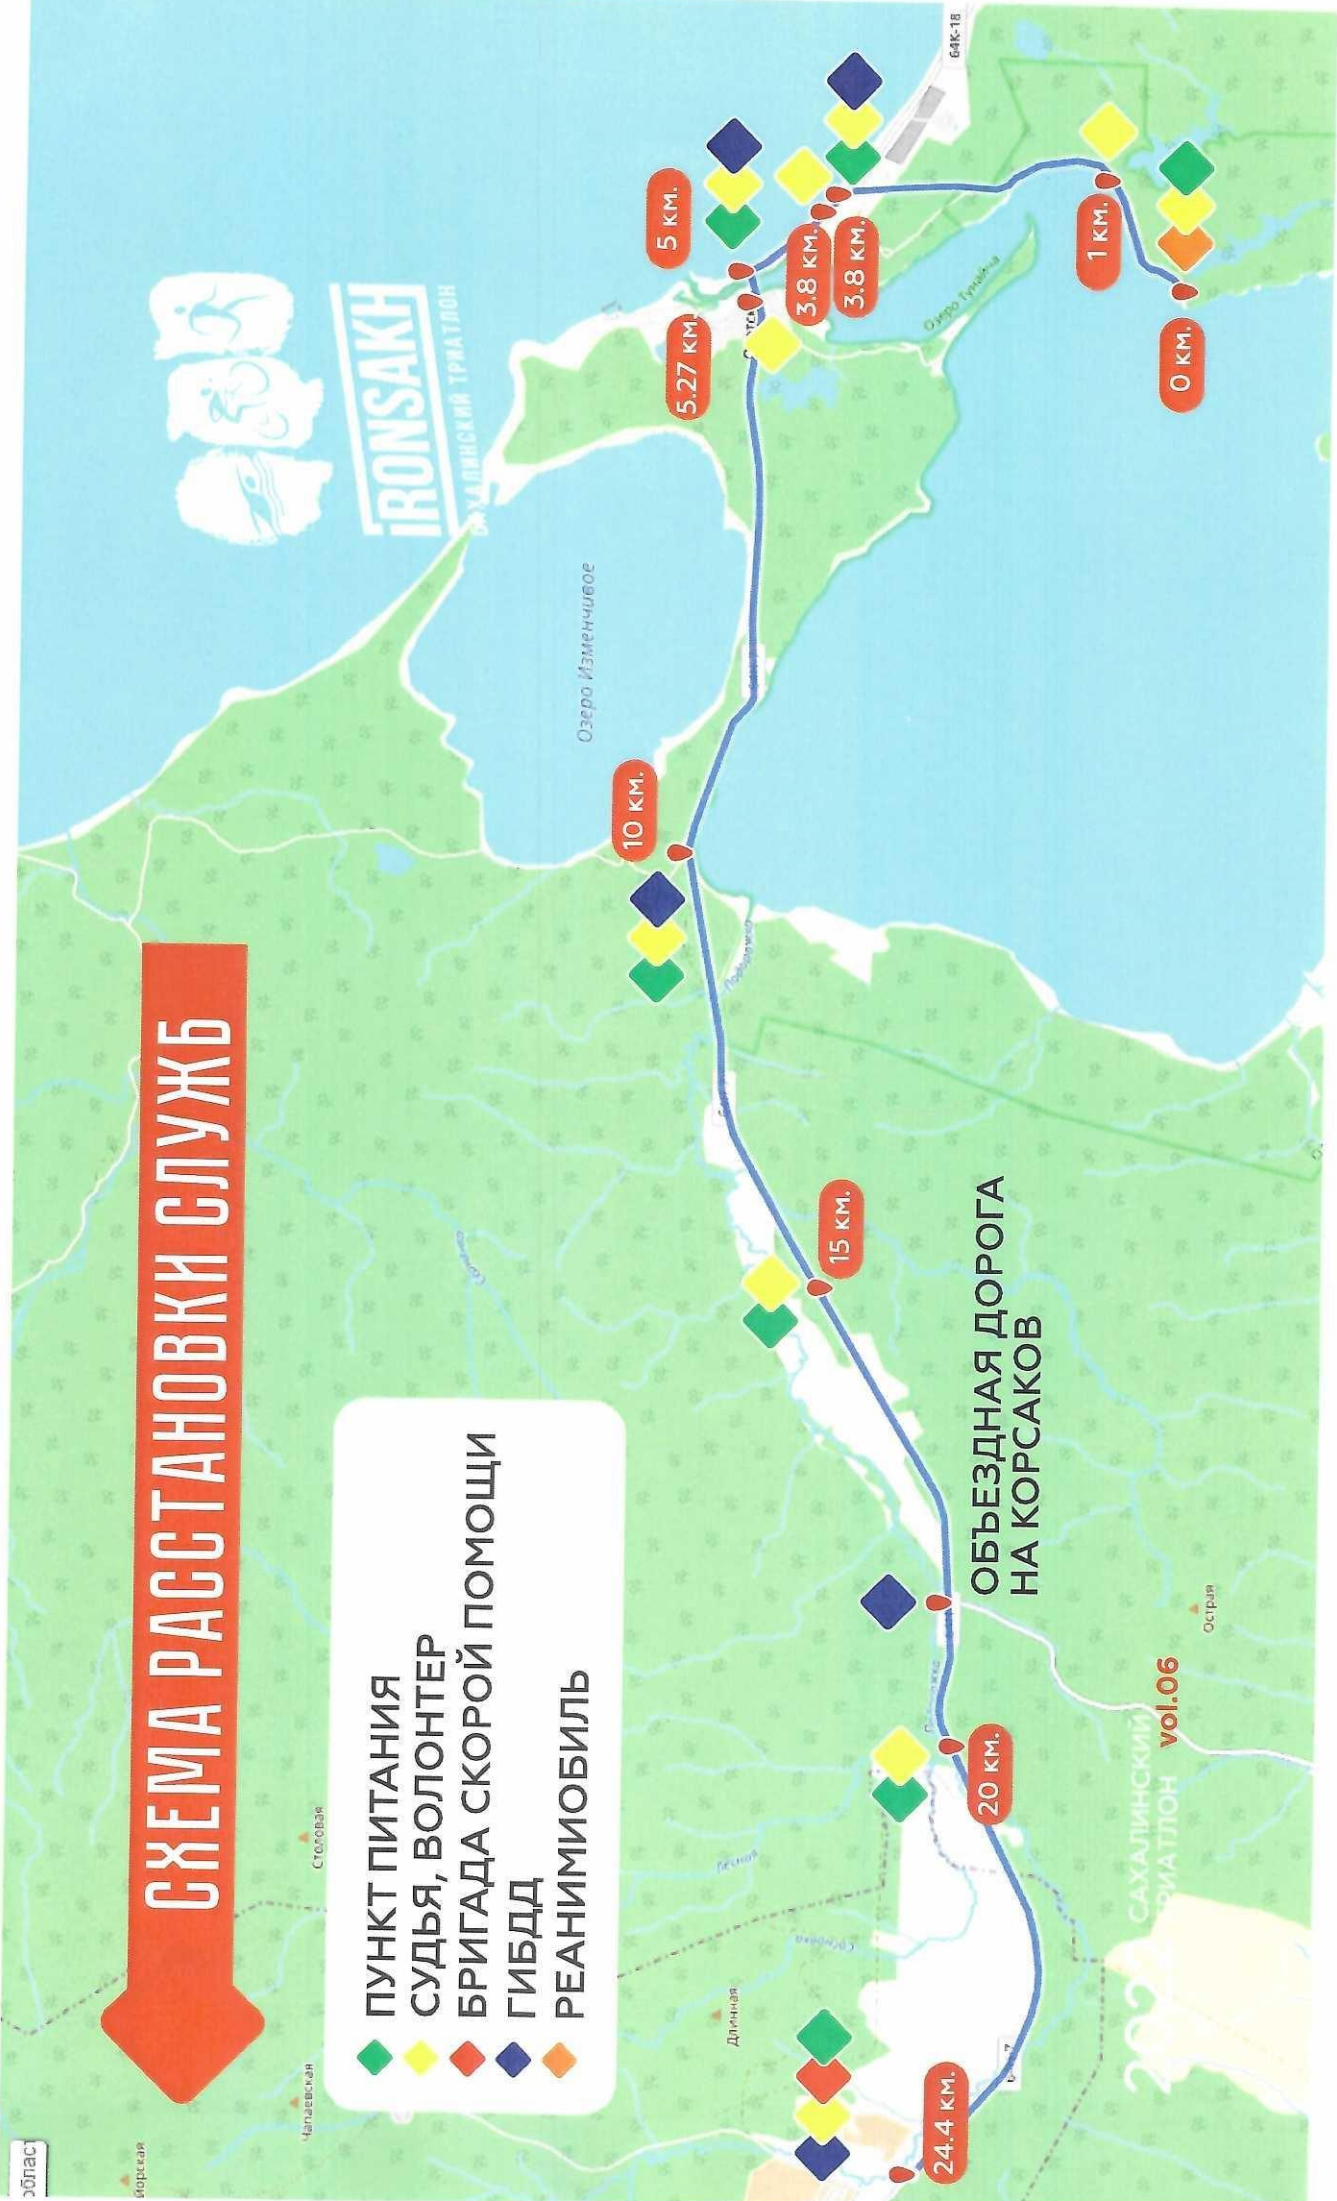 СХЕМА РАССТАНОВКИ СЛУЖБ
ПУНКТ ПИТАНИЯ
СУДЬЯ, ВОЛОНТЕР
БРИГАДА СКОРОЙ ПОМОЩИ
ГИБДД
РЕАНИМИОБИЛЬ
IRONSAKH
САХАЛИНСКИЙ ТРИАТЛОН
Столовая
Чапаевская
Длинная
Лесная
Озеро Изменчивое
Озеро Тунайча
Острая
64К-18
24.4 КМ.
20 КМ.
15 КМ.
10 КМ.
5.27 КМ.
5 КМ.
3.8 КМ.
3.8 КМ.
1 КМ.
0 КМ.
ОБЪЕЗДНАЯ ДОРОГА
НА КОРСАКОВ
САХАЛИНСКИЙ
vol.06